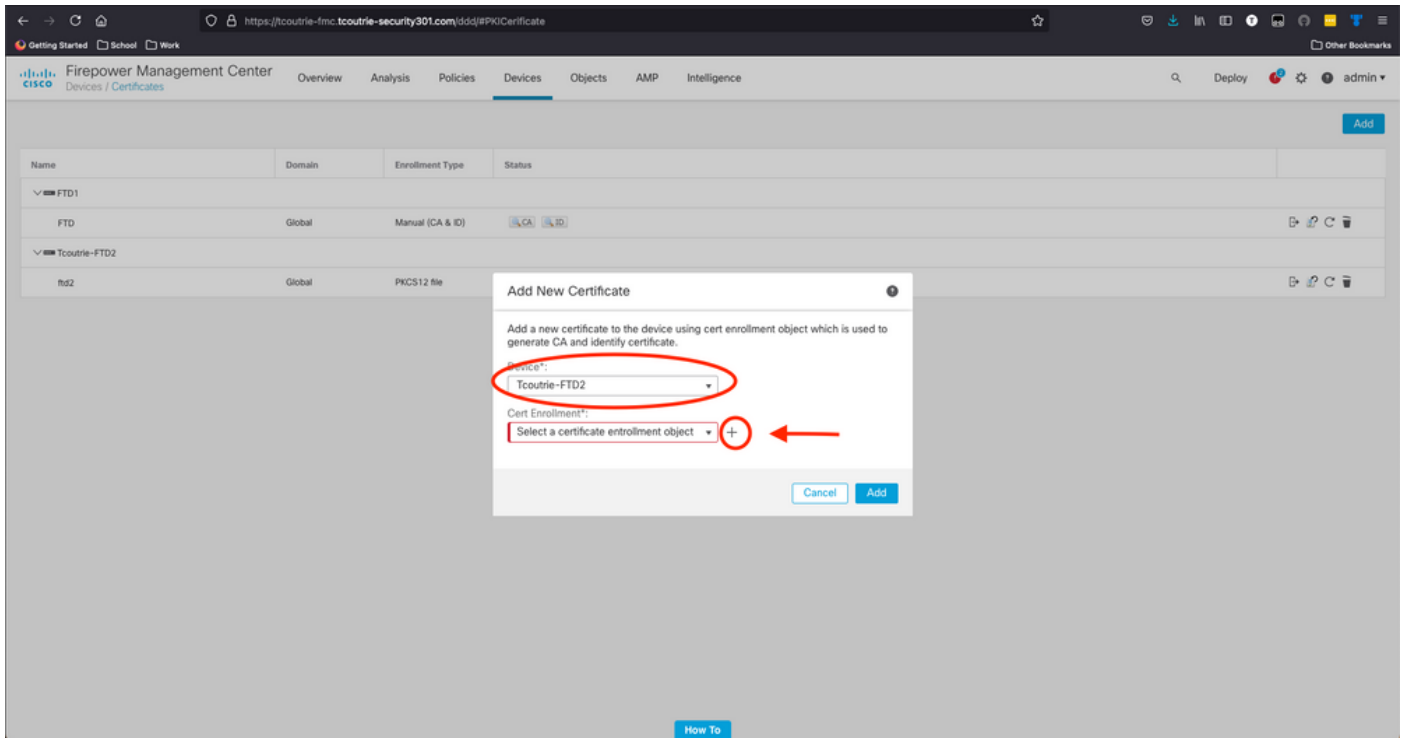 https://tcoutrie-fmc.tcoutrie-security301.com/ddd/#PKICerificate
Getting Started School Work Other Bookmarks
CISCO Firepower Management Center Overview Analysis Policies Devices Objects AMP Intelligence Deploy admin
Devices / Certificates
Add
Name Domain Enrollment Type Status
FTD1
FTD Global Manual (CA & ID) CA ID
Tcoutrie-FTD2
ftd2 Global PKCS12 file
Add New Certificate
Add a new certificate to the device using cert enrollment object which is used to
generate CA and identify certificate.
Device*:
Tcoutrie-FTD2
Cert Enrollment*:
Select a certificate entrollment object
Cancel Add
How To